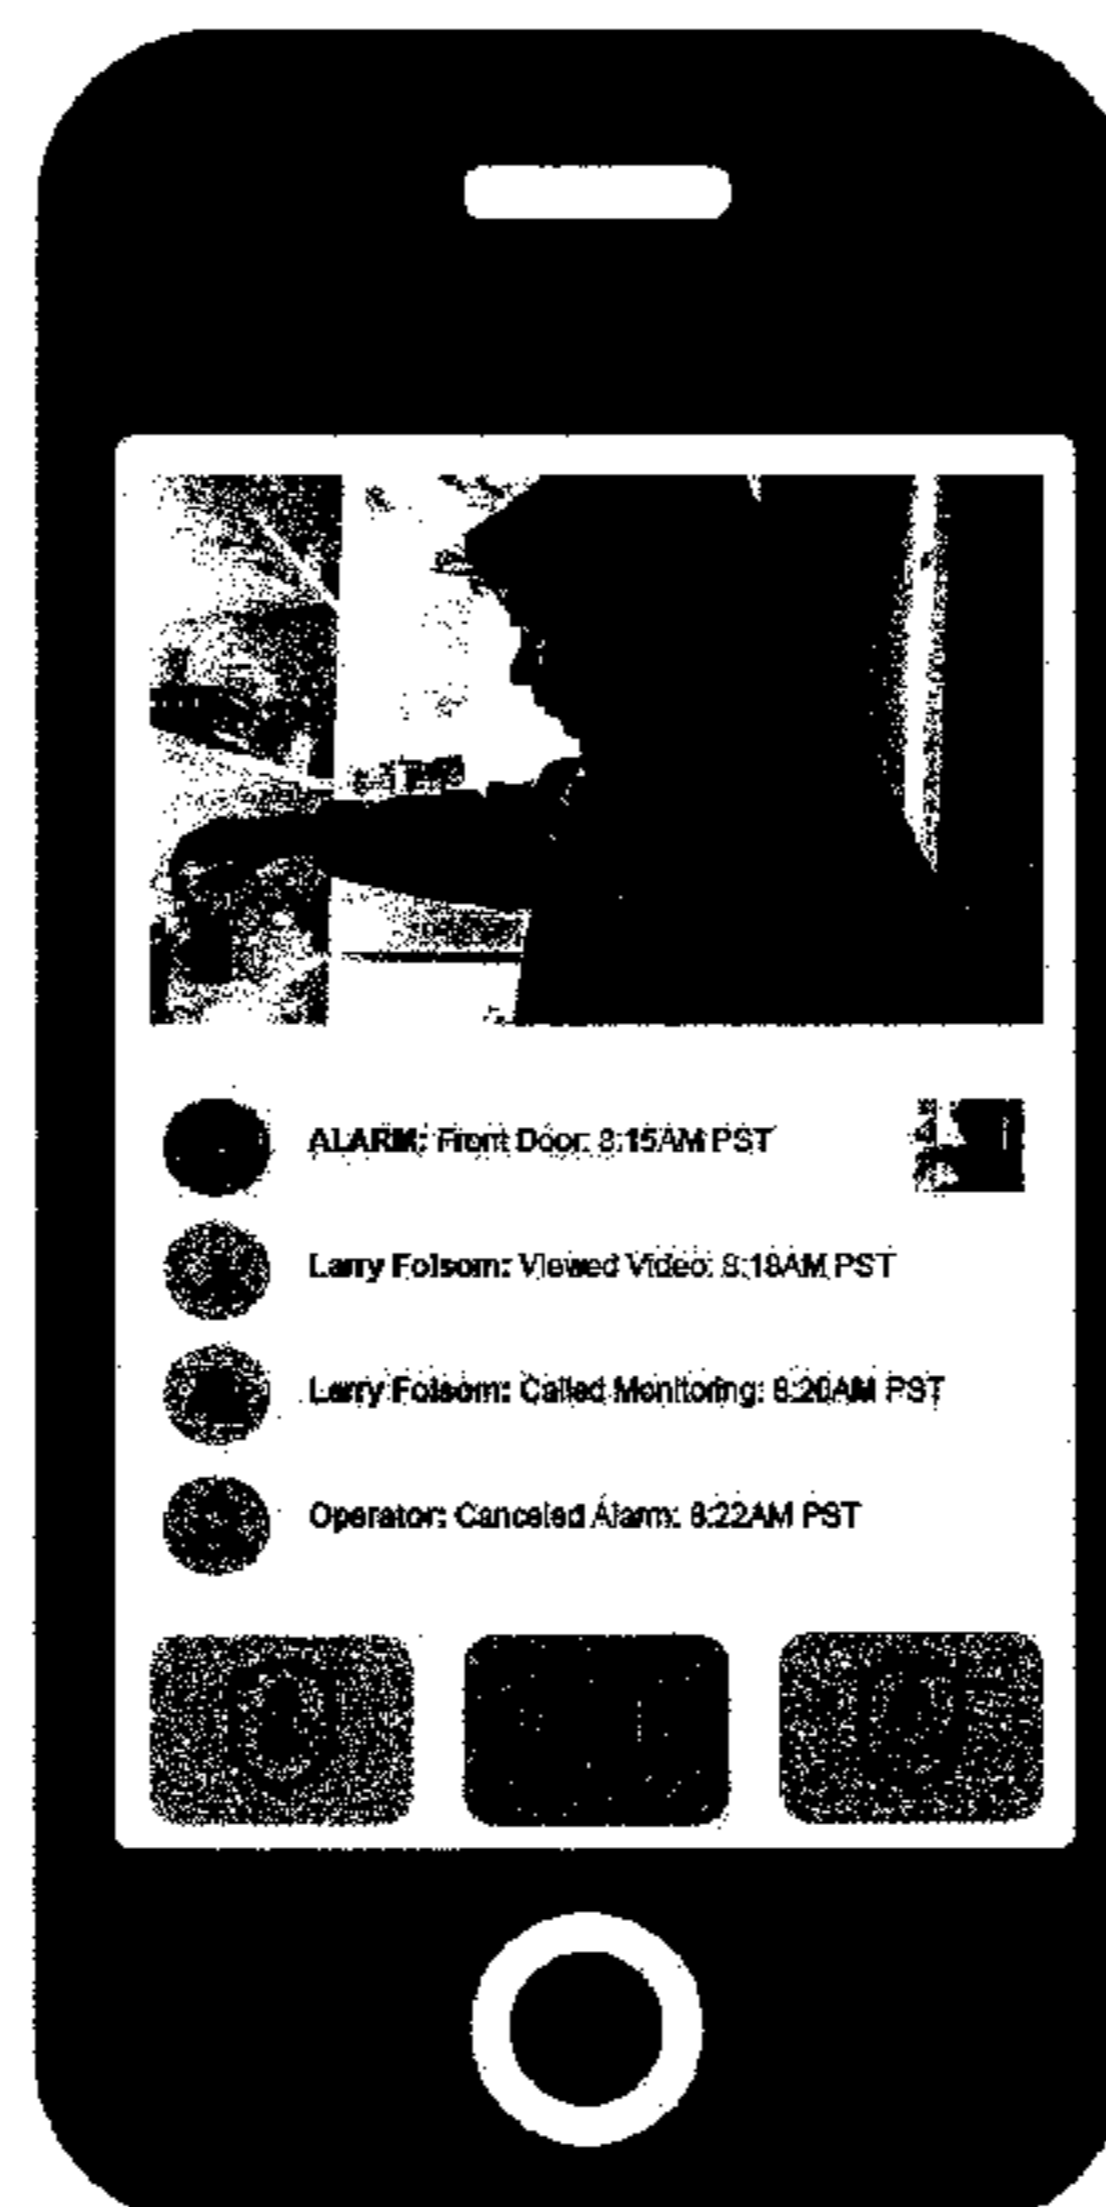 ALARM: Front Door: 8:15AM PST
Larry Folsom: Viewed Video: 8:18AM PST
Larry Folsom: Called Monitoring: 8:20AM PST
Operator: Canceled Alarm: 8:22AM PST